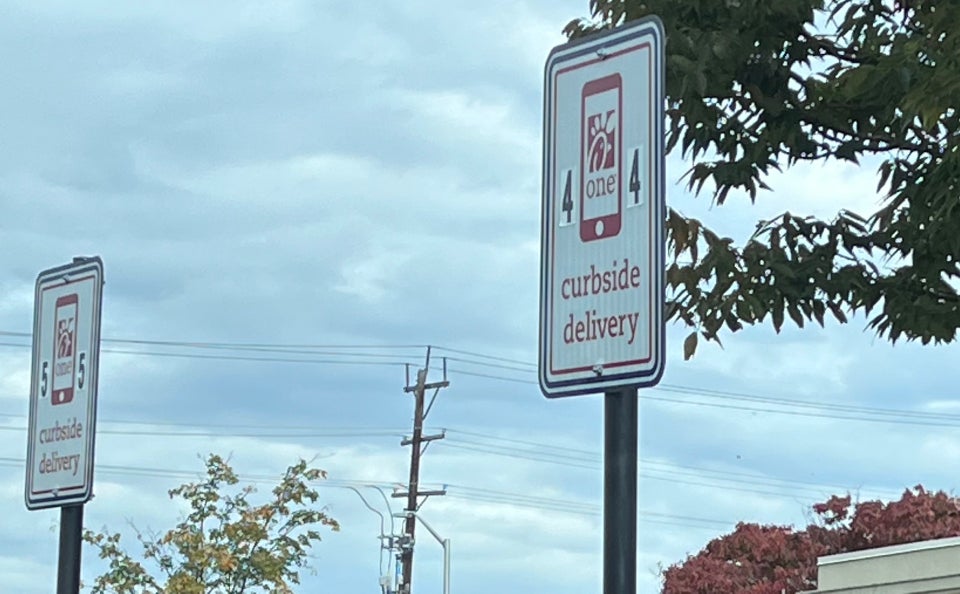 4 one 4
curbside
delivery
5 one 5
curbside
delivery